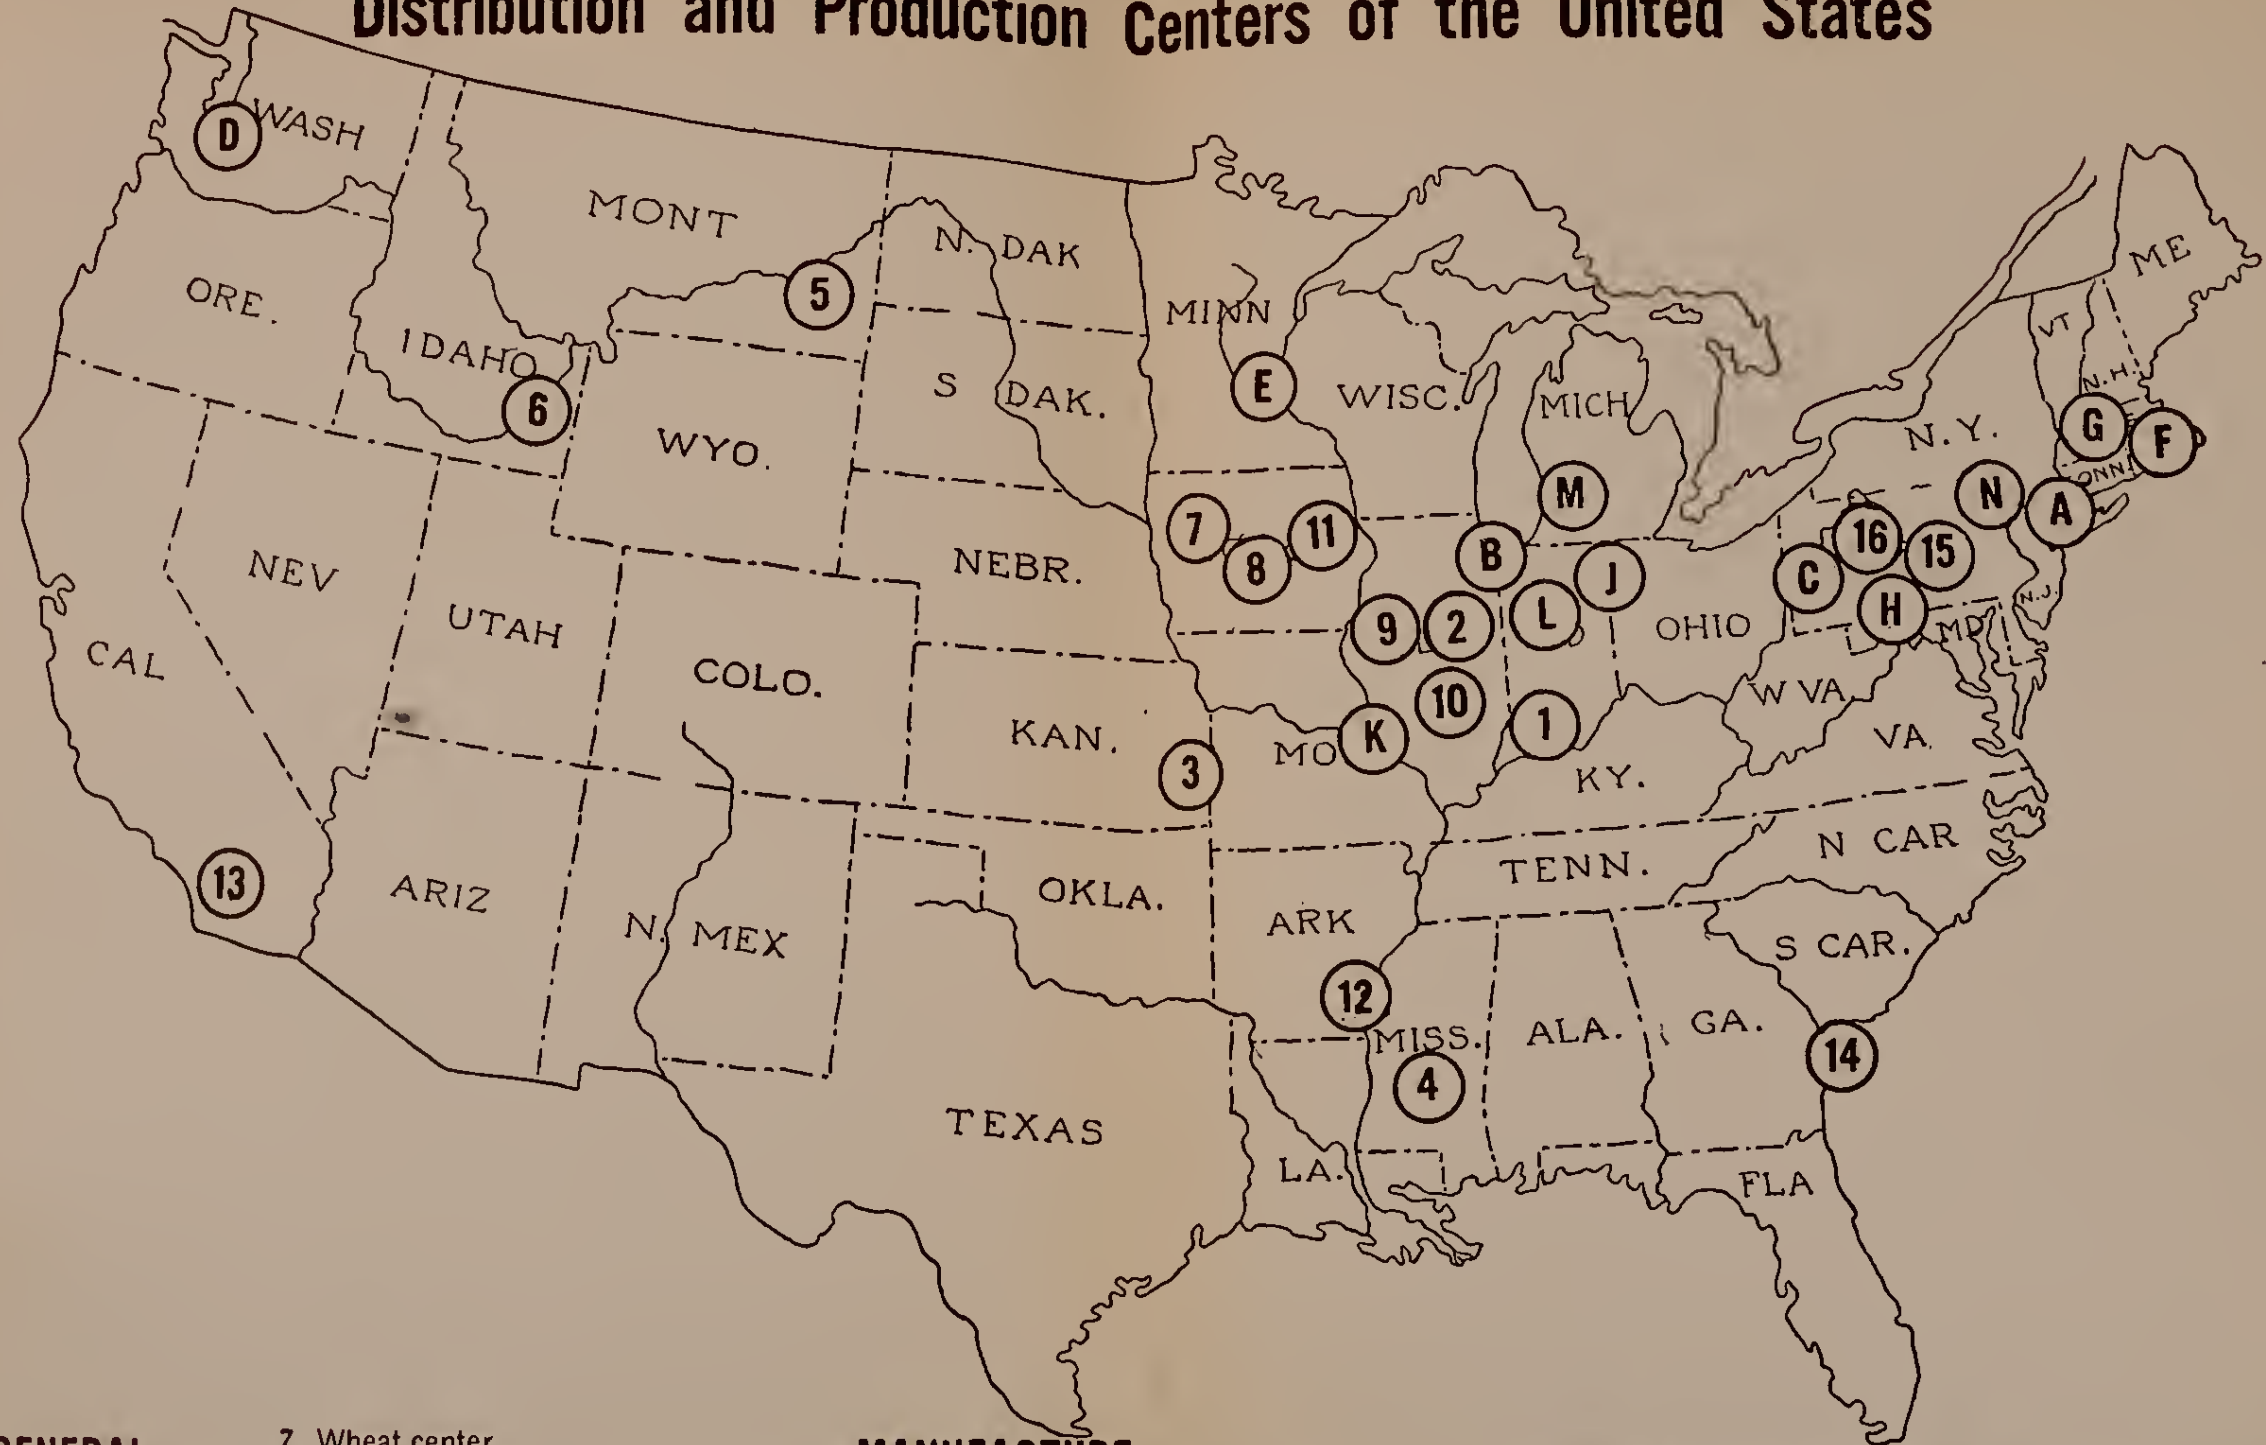 Distribution and Production Centers of the United States
WASH
D
MONT
N. DAK
ME
ORE.
5
MINN
VT
IDAHO
6
S DAK.
E
WISC.
MICH
N.H.
N.Y.
G
F
WYO.
CONN.
M
N
A
7
8
11
B
16
15
NEV
NEBR.
J
C
UTAH
9
2
L
OHIO
H
N.J.
MD
CAL
COLO.
10
W VA
KAN.
MO
K
1
VA.
3
KY.
13
ARIZ
OKLA.
TENN.
N CAR
N. MEX
ARK
S CAR.
12
MISS.
ALA.
GA.
14
4
TEXAS
LA.
FLA
GENERAL
7 Wheat center
MANUFACTURE